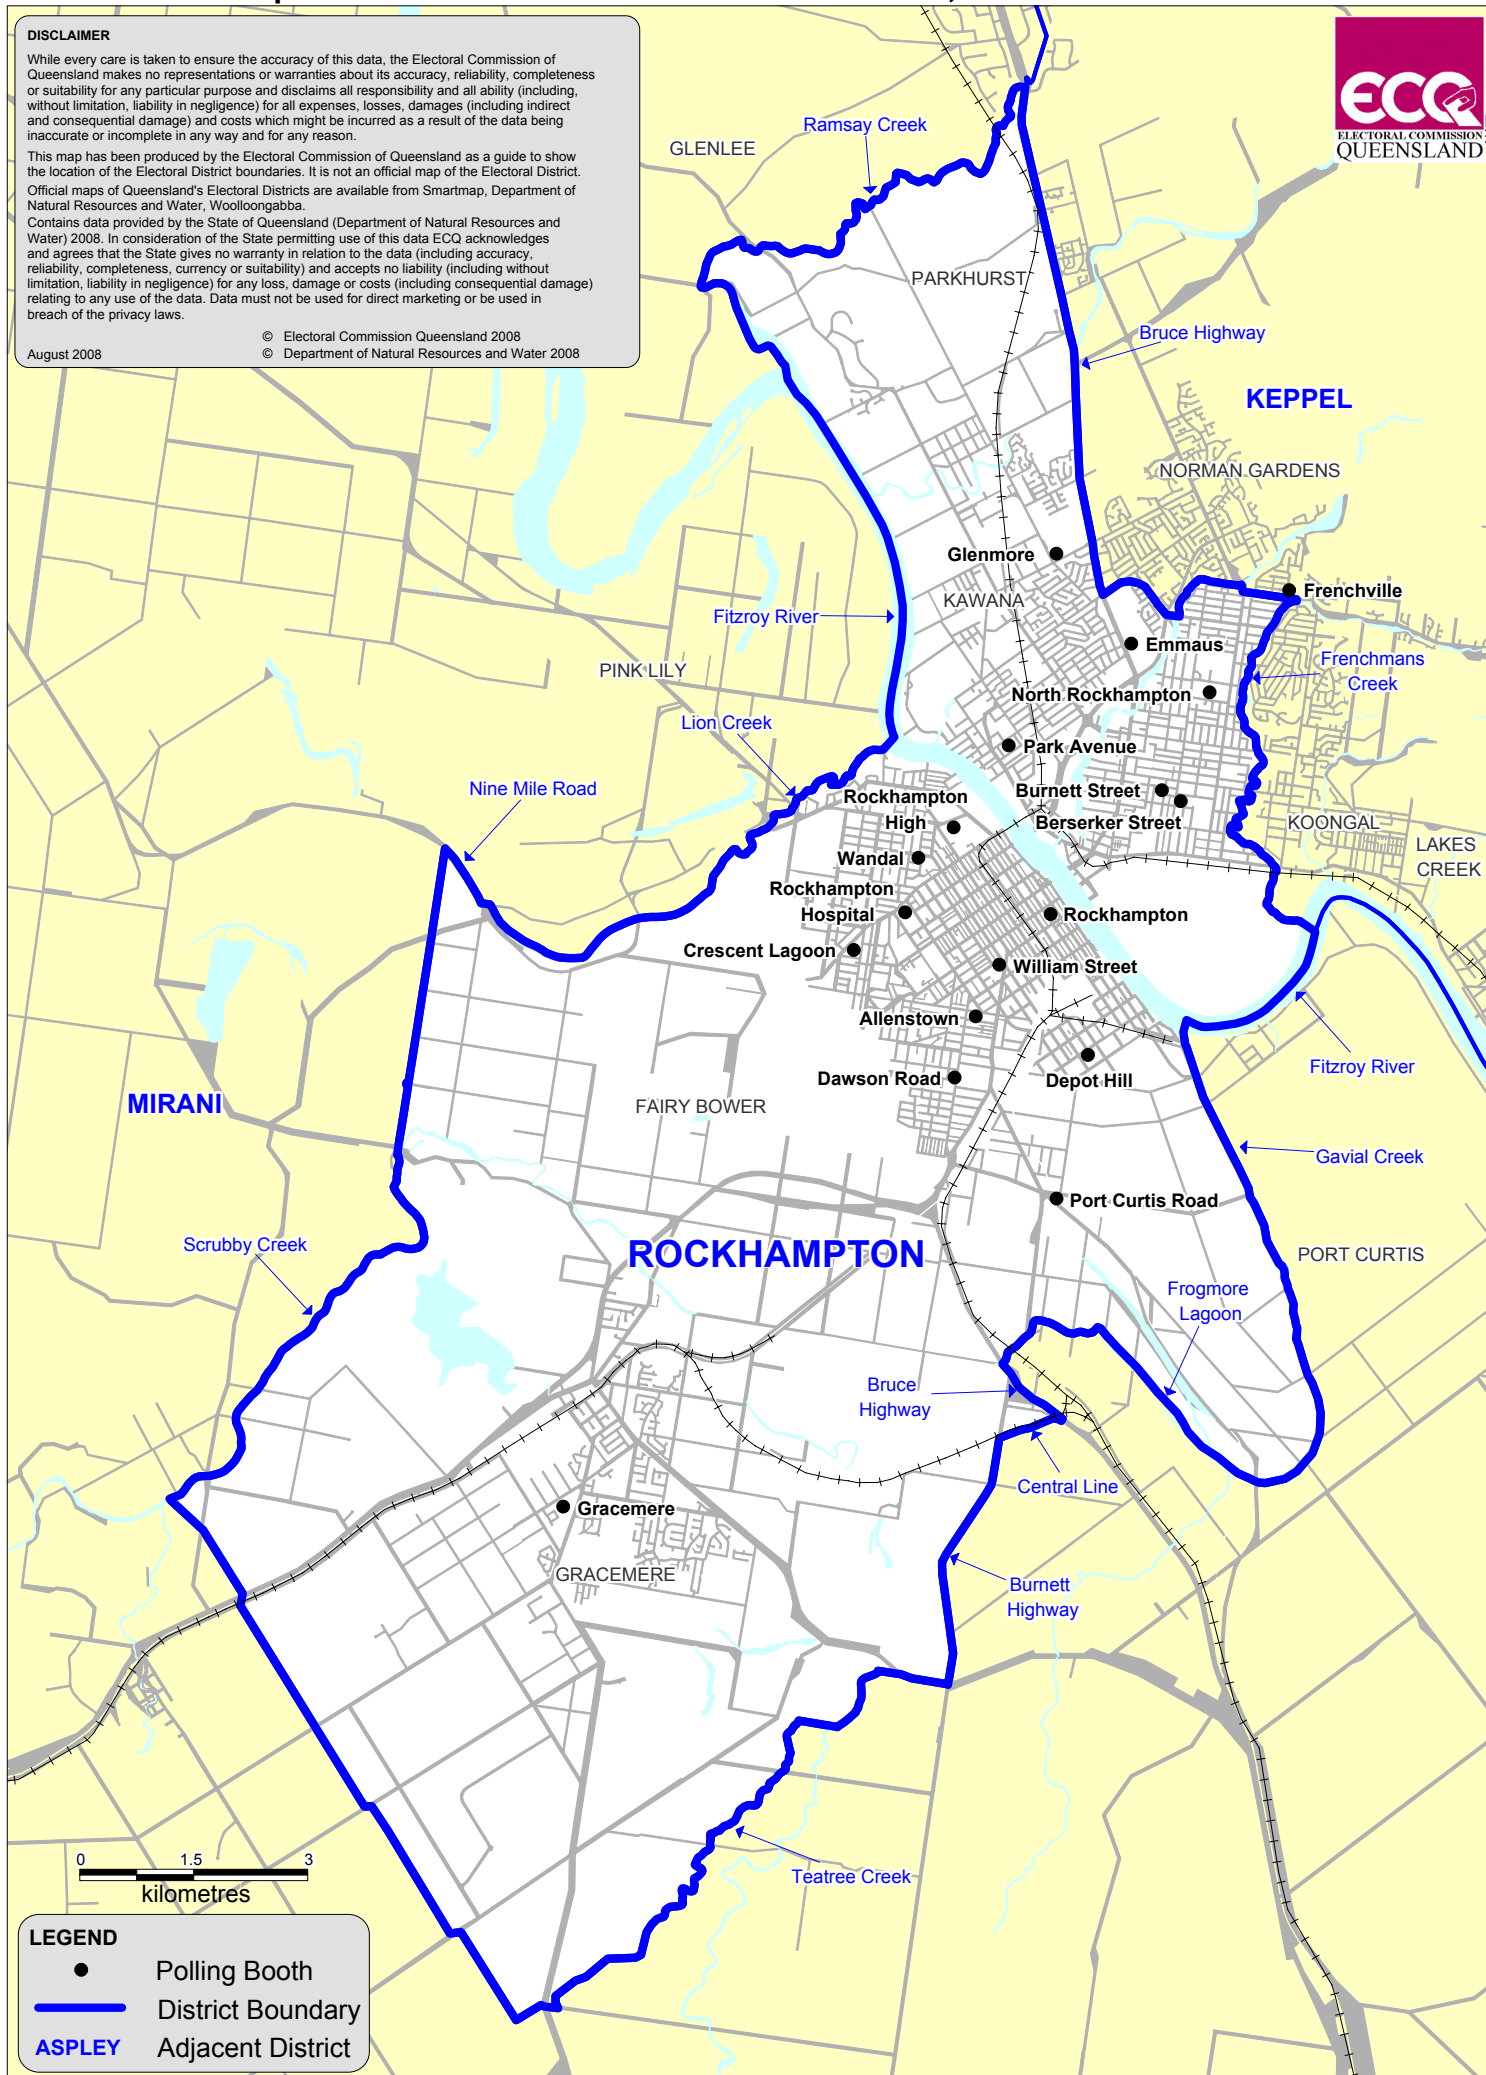 DISCLAIMER
While every care is taken to ensure the accuracy of this data, the Electoral Commission of
Queensland makes no representations or warranties about its accuracy, reliability, completeness
or suitability for any particular purpose and disclaims all responsibility and all ability (including,
without limitation, liability in negligence) for all expenses, losses, damages (including indirect
and consequential damage) and costs which might be incurred as a result of the data being
inaccurate or incomplete in any way and for any reason.
This map has been produced by the Electoral Commission of Queensland as a guide to show
the location of the Electoral District boundaries. It is not an official map of the Electoral District.
Official maps of Queensland's Electoral Districts are available from Smartmap, Department of
Natural Resources and Water, Woolloongabba.
Contains data provided by the State of Queensland (Department of Natural Resources and
Water) 2008. In consideration of the State permitting use of this data ECQ acknowledges
and agrees that the State gives no warranty in relation to the data (including accuracy,
reliability, completeness, currency or suitability) and accepts no liability (including without
limitation, liability in negligence) for any loss, damage or costs (including consequential damage)
relating to any use of the data. Data must not be used for direct marketing or be used in
breach of the privacy laws.
© Electoral Commission Queensland 2008
August 2008
© Department of Natural Resources and Water 2008
ECQ
ELECTORAL COMMISSION
QUEENSLAND
Ramsay Creek
GLENLEE
PARKHURST
Bruce Highway
KEPPEL
NORMAN GARDENS
Glenmore
Frenchville
KAWANA
Fitzroy River
Emmaus
Frenchmans
Creek
PINK LILY
North Rockhampton
Lion Creek
Park Avenue
Nine Mile Road
Burnett Street
Rockhampton
High
Berserker Street
KOONGAL
LAKES
CREEK
Wandal
Rockhampton
Hospital
Rockhampton
Crescent Lagoon
William Street
Allenstown
Fitzroy River
Dawson Road
Depot Hill
MIRANI
FAIRY BOWER
Gavial Creek
Port Curtis Road
Scrubby Creek
ROCKHAMPTON
PORT CURTIS
Frogmore
Lagoon
Bruce
Highway
Central Line
Gracemere
GRACEMERE
Burnett
Highway
Teatree Creek
0 1.5 3
kilometres
LEGEND
Polling Booth
District Boundary
ASPLEY Adjacent District